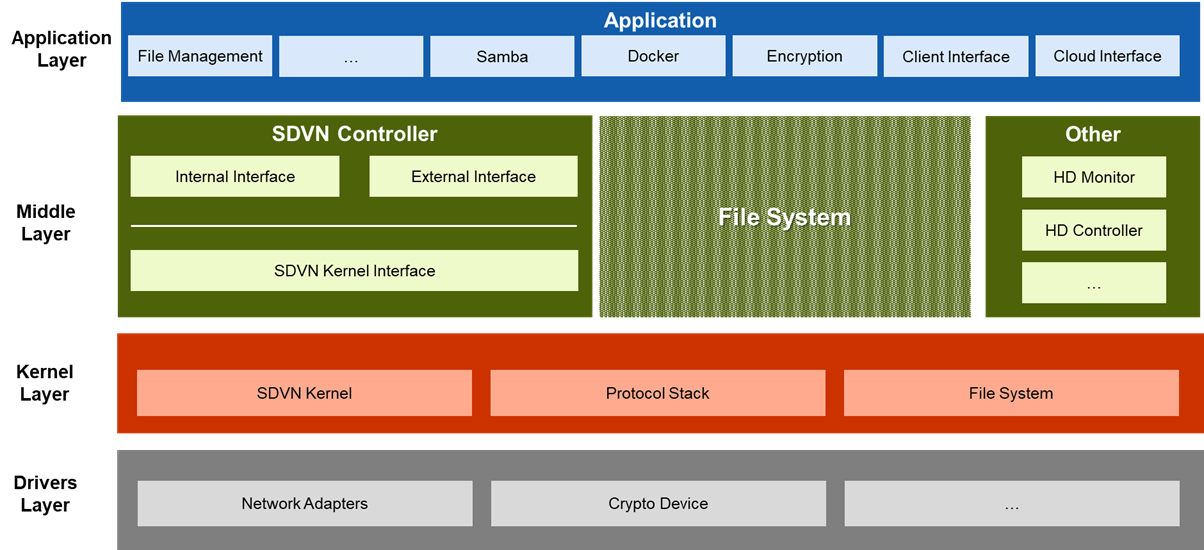 Application
Layer
Application
File Management
...
Samba
Docker
Encryption
Client Interface
Cloud Interface
Middle
Layer
SDVN Controller
Internal Interface
External Interface
SDVN Kernel Interface
File System
Other
HD Monitor
HD Controller
...
Kernel
Layer
SDVN Kernel
Protocol Stack
File System
Drivers
Layer
Network Adapters
Crypto Device
...